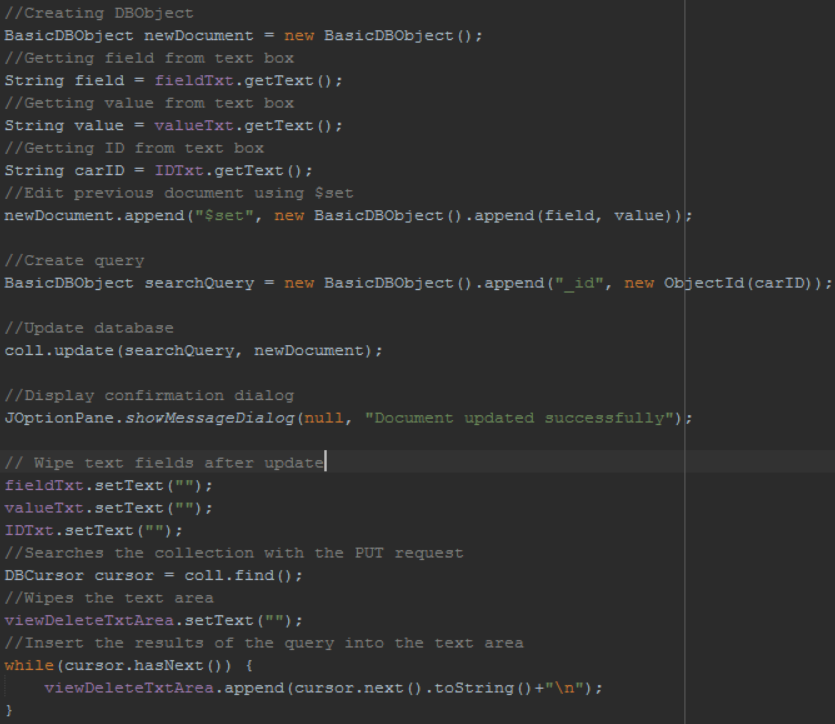 //Creating DBObject
BasicDBObject newDocument = new BasicDBObject();
//Getting field from text box
String field = fieldTxt.getText();
//Getting value from text box
String value = valueTxt.getText();
//Getting ID from text box
String carID = IDTxt.getText();
//Edit previous document using $set
newDocument.append("$set", new BasicDBObject().append(field, value));
//Create query
BasicDBObject searchQuery = new BasicDBObject().append("_id", new ObjectId(carID));
//Update database
coll.update(searchQuery, newDocument);
//Display confirmation dialog
JOptionPane.showMessageDialog(null, "Document updated successfully");
// Wipe text fields after update
fieldTxt.setText("");
valueTxt.setText("");
IDTxt.setText("");
//Searches the collection with the PUT request
DBCursor cursor = coll.find();
//Wipes the text area
viewDeleteTxtArea.setText("");
//Insert the results of the query into the text area
while(cursor.hasNext()) {
    viewDeleteTxtArea.append(cursor.next().toString()+"\n");
}